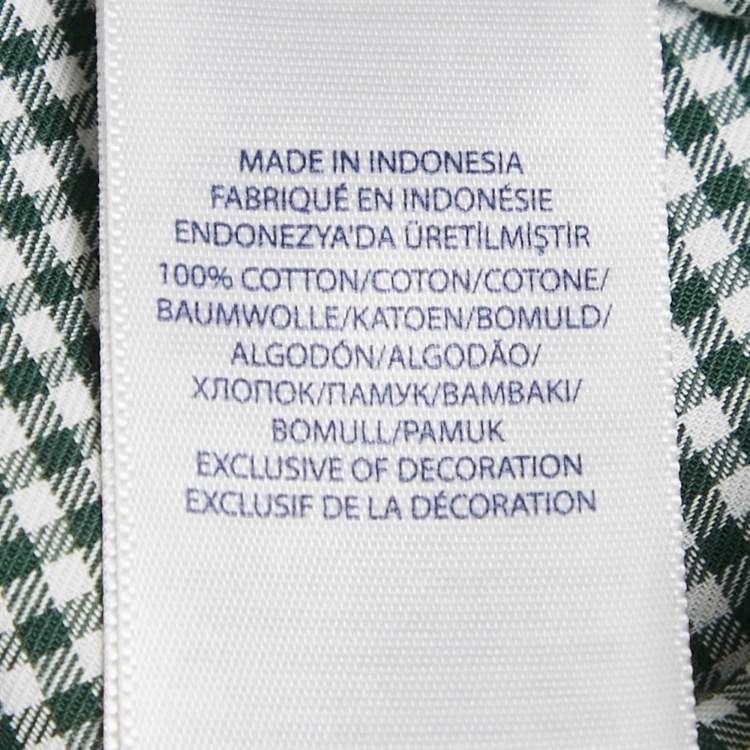 MADE IN INDONESIA
FABRIQUÉ EN INDONÉSIE
ENDONEZYA'DA ÜRETİLMİŞTİR
100% COTTON/COTON/COTONE/
BAUMWOLLE/KATOEN/BOMULD/
ALGODÓN/ALGODÃO/
ХЛОПОК/ПАМУК/BAMBAKI/
BOMULL/PAMUK
EXCLUSIVE OF DECORATION
EXCLUSIF DE LA DÉCORATION